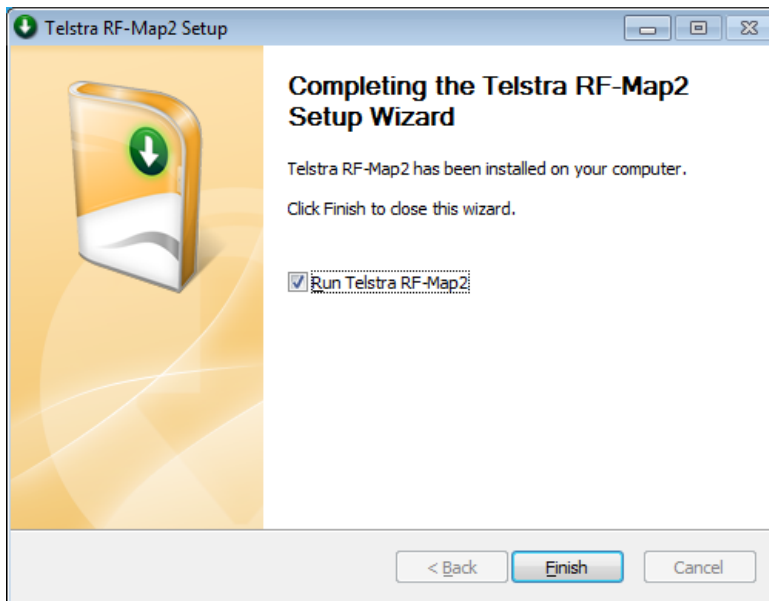 Telstra RF-Map2 Setup
Completing the Telstra RF-Map2
Setup Wizard
Telstra RF-Map2 has been installed on your computer.
Click Finish to close this wizard.
Run Telstra RF-Map2
< Back Finish Cancel